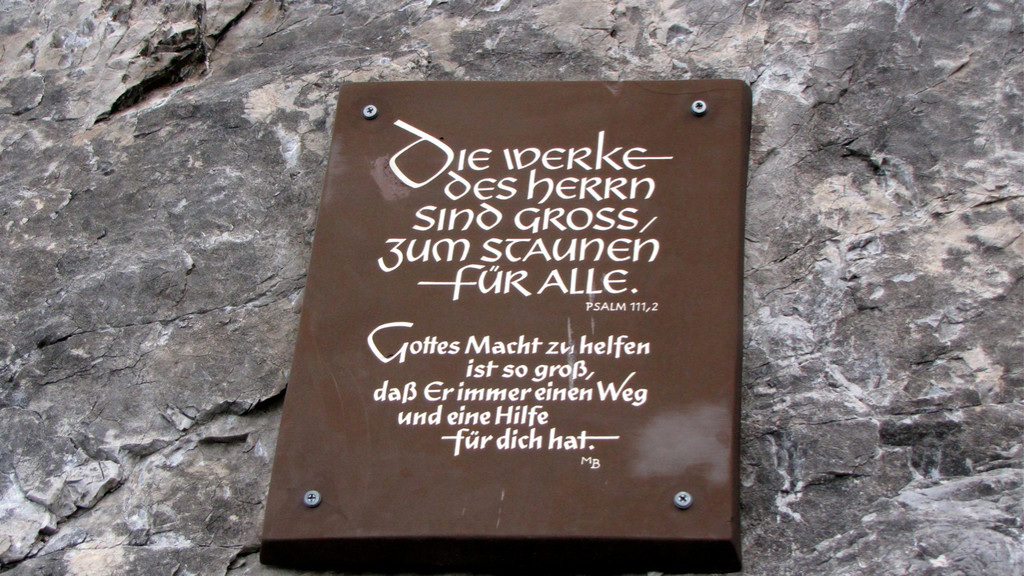 Die Werke
des Herrn
sind gross,
zum Staunen
für alle.
PSALM 111,2
Gottes Macht zu helfen
ist so groß,
daß Er immer einen Weg
und eine Hilfe
für dich hat.
MB